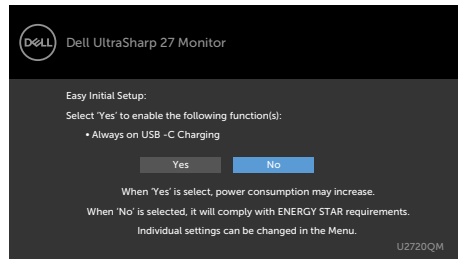 DELL
Dell UltraSharp 27 Monitor
Easy Initial Setup:
Select 'Yes' to enable the following function(s):
• Always on USB -C Charging
Yes No
When 'Yes' is select, power consumption may increase.
When 'No' is selected, it will comply with ENERGY STAR requirements.
Individual settings can be changed in the Menu.
U2720QM